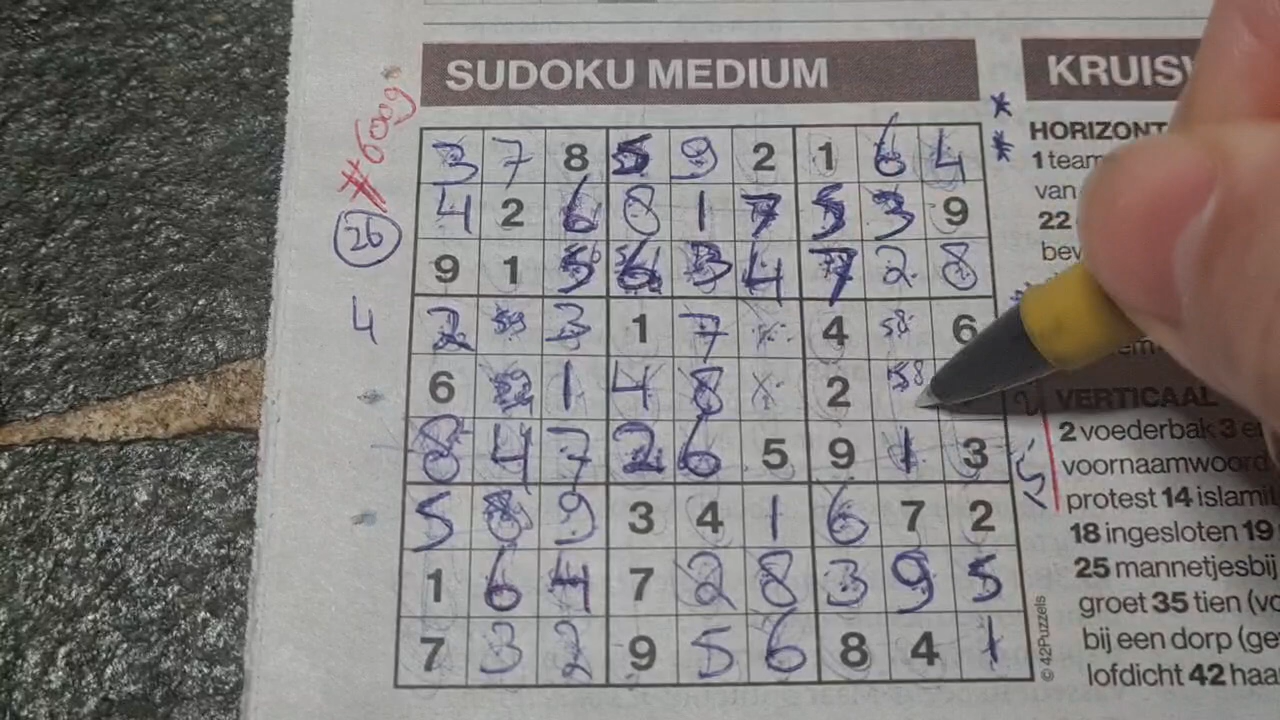 SUDOKU MEDIUM
KRUISW
#6009
26
4
3 7 8 5 9 2 1 6 4
4 2 6 8 1 7 5 3 9
9 1 5 6 3 4 7 2 8
2 59 3 1 7 4 58 6
6 1 4 8 2 58
8 4 7 2 6 5 9 1 3
5 8 9 3 4 1 6 7 2
1 6 4 7 2 8 3 9 5
7 3 2 9 5 6 8 4 1
© 42Puzzels
HORIZONT
1 team
van
22
bev
em
VERTICAAL
2 voederbak 3 e
voornaamwoord
protest 14 islamit
18 ingesloten 19
25 mannetjesbij
groet 35 tien (vo
bij een dorp (ge
lofdicht 42 haa